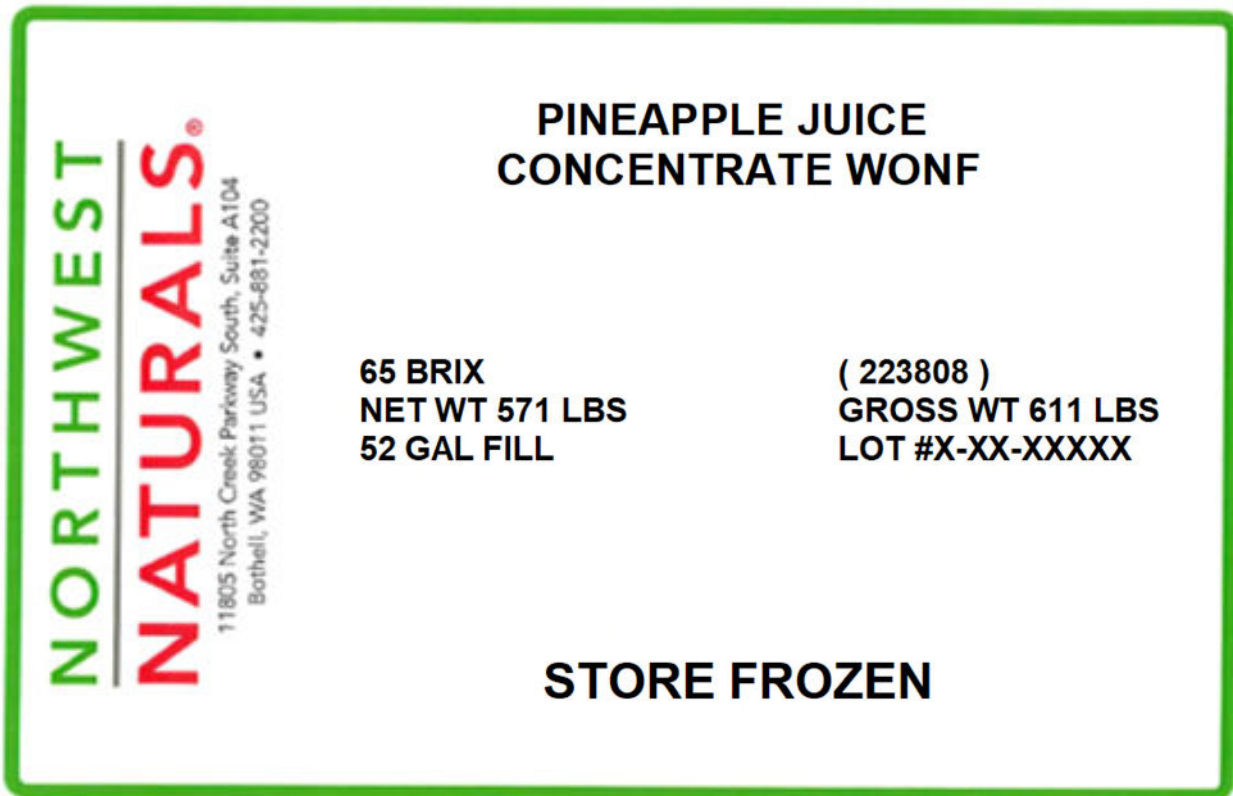 NORTHWEST
NATURALS®
11805 North Creek Parkway South, Suite A104
Bothell, WA 98011 USA • 425-881-2200
PINEAPPLE JUICE
CONCENTRATE WONF
65 BRIX
NET WT 571 LBS
52 GAL FILL
( 223808 )
GROSS WT 611 LBS
LOT #X-XX-XXXXX
STORE FROZEN